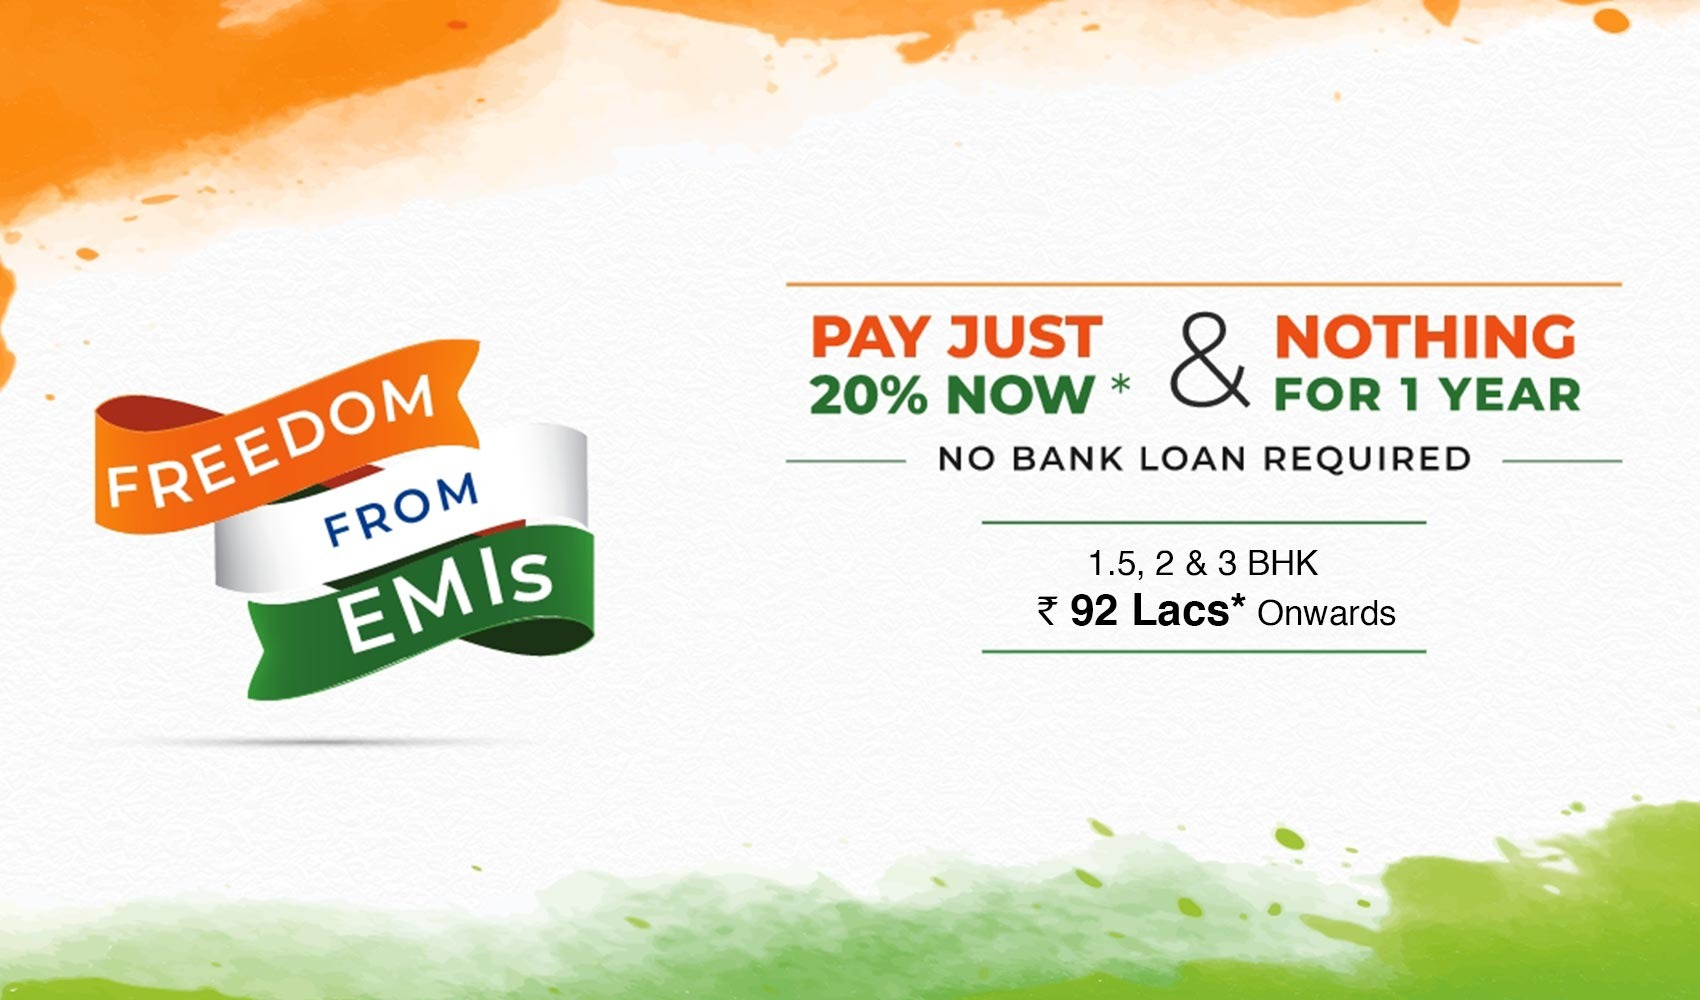 FREEDOM
FROM
EMIs
PAY JUST
20% NOW*
&
NOTHING
FOR 1 YEAR
NO BANK LOAN REQUIRED
1.5, 2 & 3 BHK
₹ 92 Lacs* Onwards